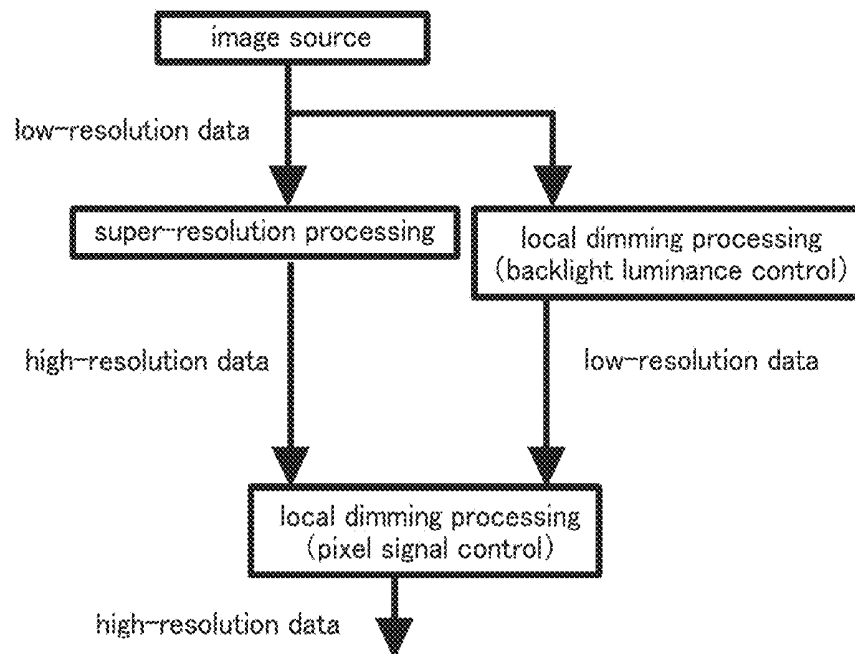 image source
low-resolution data
super-resolution processing
local dimming processing
(backlight luminance control)
high-resolution data
low-resolution data
local dimming processing
(pixel signal control)
high-resolution data